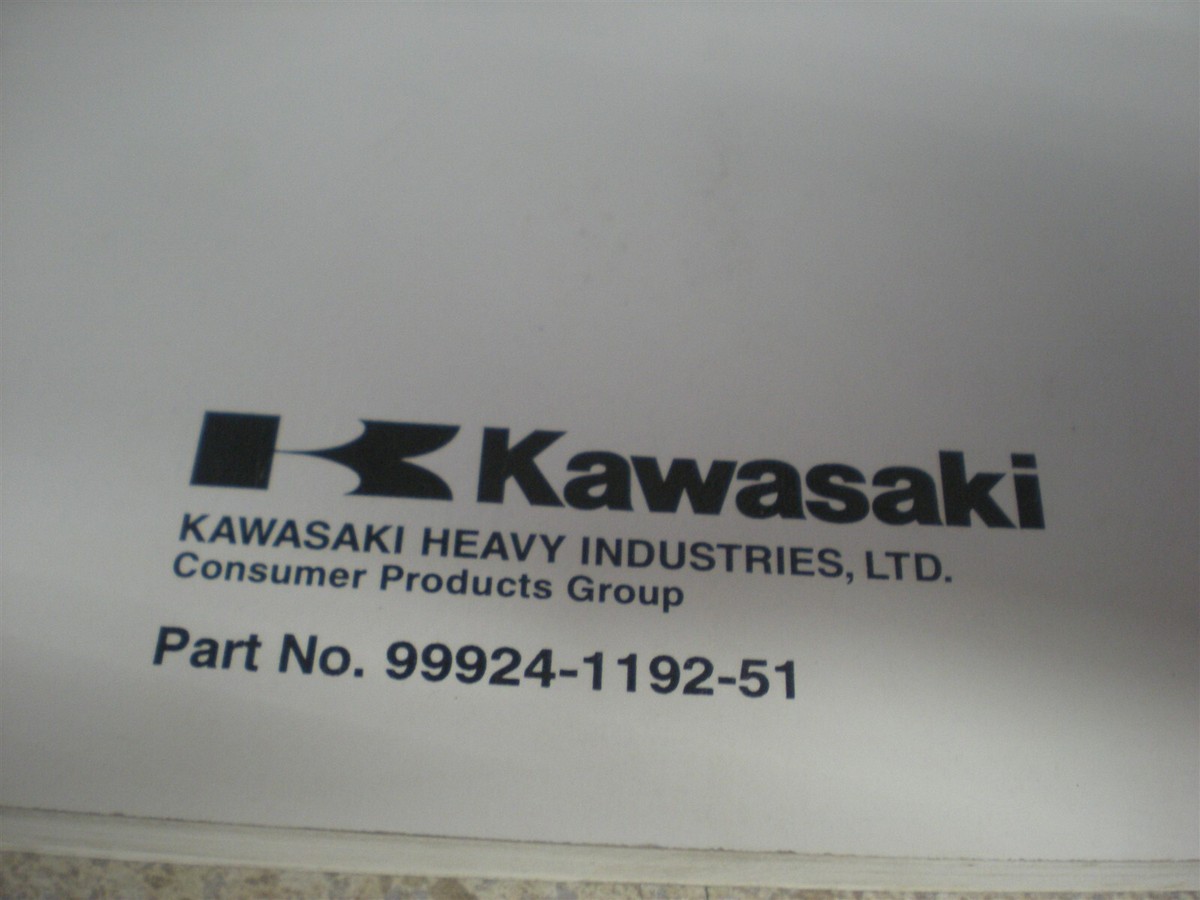 Kawasaki
KAWASAKI HEAVY INDUSTRIES, LTD.
Consumer Products Group
Part No. 99924-1192-51